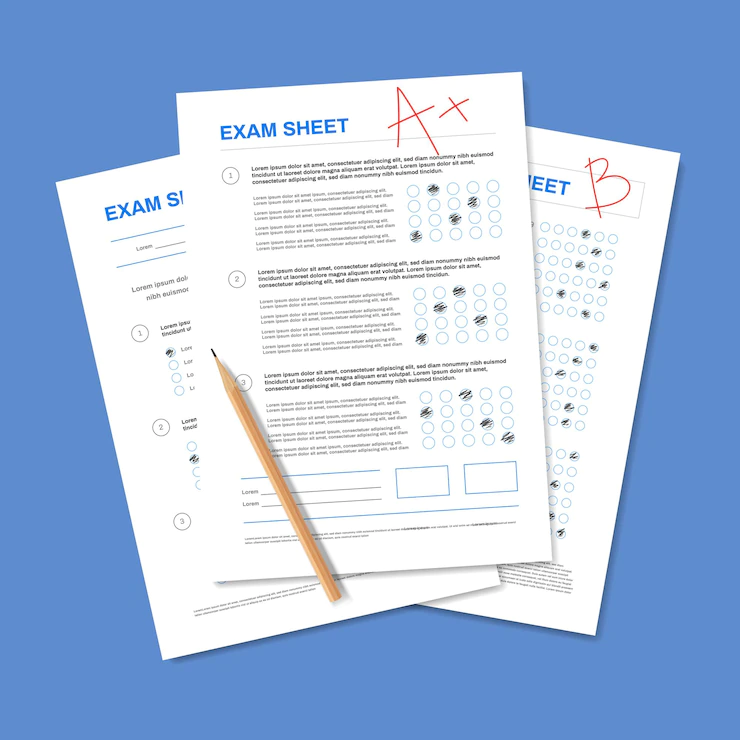 EXAM SHEET
A+
1
Lorem ipsum dolor sit amet, consectetuer adipiscing elit, sed diam nonummy nibh euismod
tincidunt ut laoreet dolore magna aliquam erat volutpat. Lorem ipsum dolor sit amet,
consectetuer adipiscing elit, sed diam nonummy nibh euismod tincidun.
Lorem ipsum dolor sit amet ipsum, consectetuer adipiscing elit.
Lorem ipsum dolor sit amet, consectetuer adipiscing elit, sed diam
Lorem ipsum dolor sit amet ipsum, consectetuer adipiscing elit.
Lorem ipsum dolor sit amet, consectetuer adipiscing elit, sed diam
Lorem ipsum dolor sit amet ipsum, consectetuer adipiscing elit.
Lorem ipsum dolor sit amet, consectetuer adipiscing elit, sed diam
Lorem ipsum dolor sit amet ipsum, consectetuer adipiscing elit.
Lorem ipsum dolor sit amet, consectetuer adipiscing elit, sed diam
2
Lorem ipsum dolor sit amet, consectetuer adipiscing elit, sed diam nonummy nibh euismod
tincidunt ut laoreet dolore magna aliquam erat volutpat. Lorem ipsum dolor sit amet,
consectetuer adipiscing elit, sed diam nonummy nibh euismod tincidun.
Lorem ipsum dolor sit amet ipsum, consectetuer adipiscing elit.
Lorem ipsum dolor sit amet, consectetuer adipiscing elit, sed diam
Lorem ipsum dolor sit amet ipsum, consectetuer adipiscing elit.
Lorem ipsum dolor sit amet, consectetuer adipiscing elit, sed diam
Lorem ipsum dolor sit amet ipsum, consectetuer adipiscing elit.
Lorem ipsum dolor sit amet, consectetuer adipiscing elit, sed diam
Lorem ipsum dolor sit amet ipsum, consectetuer adipiscing elit.
Lorem ipsum dolor sit amet, consectetuer adipiscing elit, sed diam
3
Lorem ipsum dolor sit amet, consectetuer adipiscing elit, sed diam nonummy nibh euismod
tincidunt ut laoreet dolore magna aliquam erat volutpat. Lorem ipsum dolor sit amet,
consectetuer adipiscing elit, sed diam nonummy nibh euismod tincidun.
Lorem ipsum dolor sit amet ipsum, consectetuer adipiscing elit.
Lorem ipsum dolor sit amet, consectetuer adipiscing elit, sed diam
Lorem ipsum dolor sit amet ipsum, consectetuer adipiscing elit.
Lorem ipsum dolor sit amet, consectetuer adipiscing elit, sed diam
Lorem ipsum dolor sit amet ipsum, consectetuer adipiscing elit.
Lorem ipsum dolor sit amet, consectetuer adipiscing elit, sed diam
Lorem ipsum dolor sit amet ipsum, consectetuer adipiscing elit.
Lorem ipsum dolor sit amet, consectetuer adipiscing elit, sed diam
Lorem
Lorem
EXAM S
Lorem
Lorem ipsum do
nibh euismod
1
Lorem ipsu
tincidunt u
Lore
Lo
2
Lorem
tincid
3
EET
B